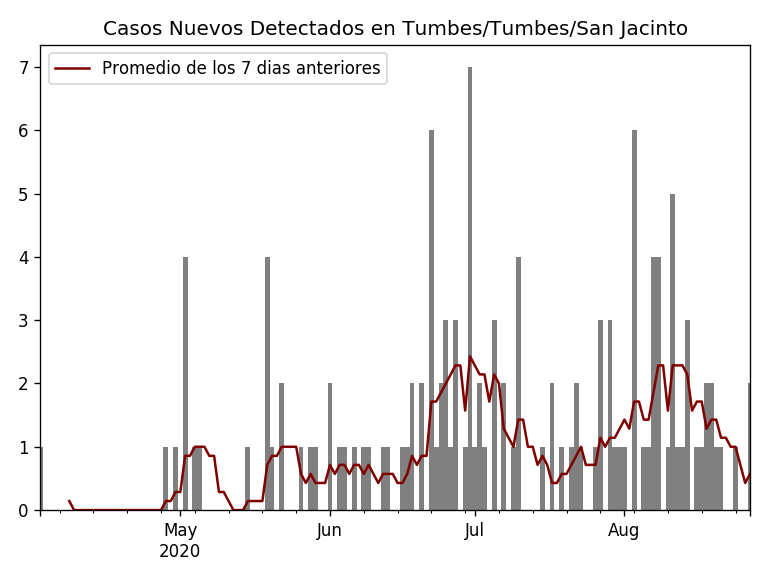 Casos Nuevos Detectados en Tumbes/Tumbes/San Jacinto
Promedio de los 7 dias anteriores
7
6
5
4
3
2
1
0
May
2020
Jun
Jul
Aug